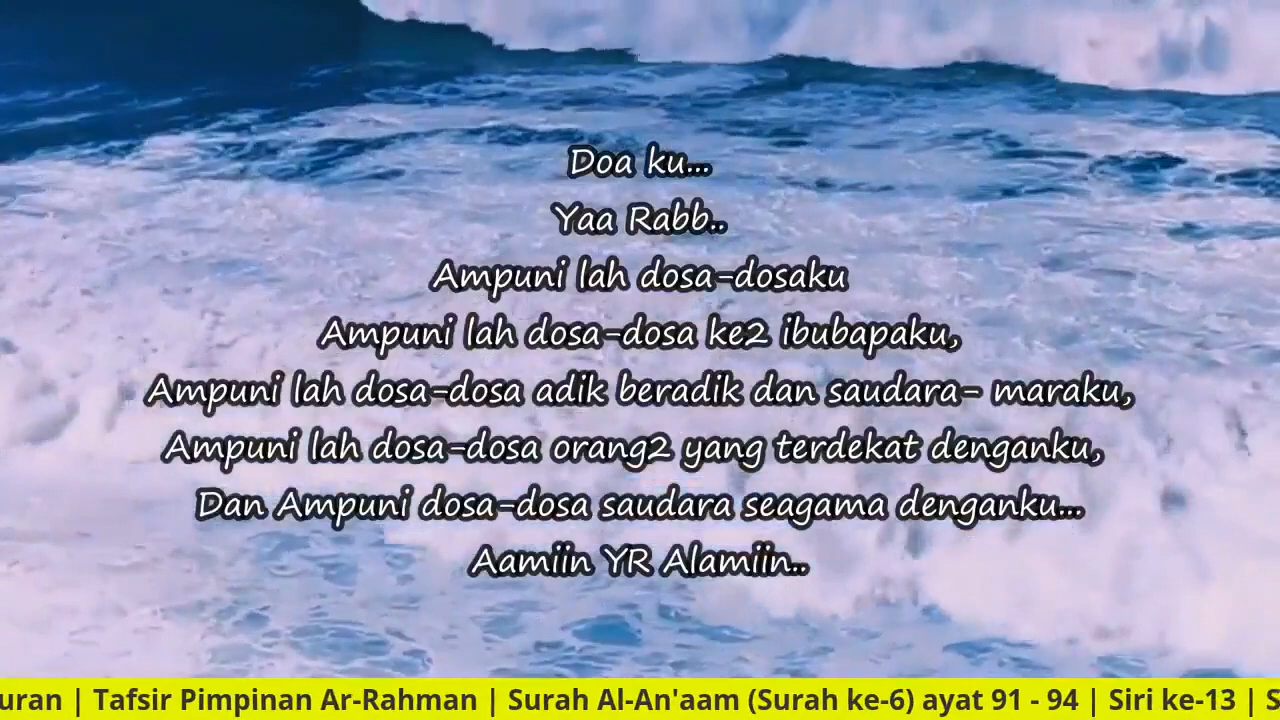 Doa ku...
Yaa Rabb..
Ampuni lah dosa-dosaku
Ampuni lah dosa-dosa ke2 ibubapaku,
Ampuni lah dosa-dosa adik beradik dan saudara- maraku,
Ampuni lah dosa-dosa orang2 yang terdekat denganku,
Dan Ampuni dosa-dosa saudara seagama denganku...
Aamiin YR Alamiin..
uran | Tafsir Pimpinan Ar-Rahman | Surah Al-An'aam (Surah ke-6) ayat 91 - 94 | Siri ke-13 | S